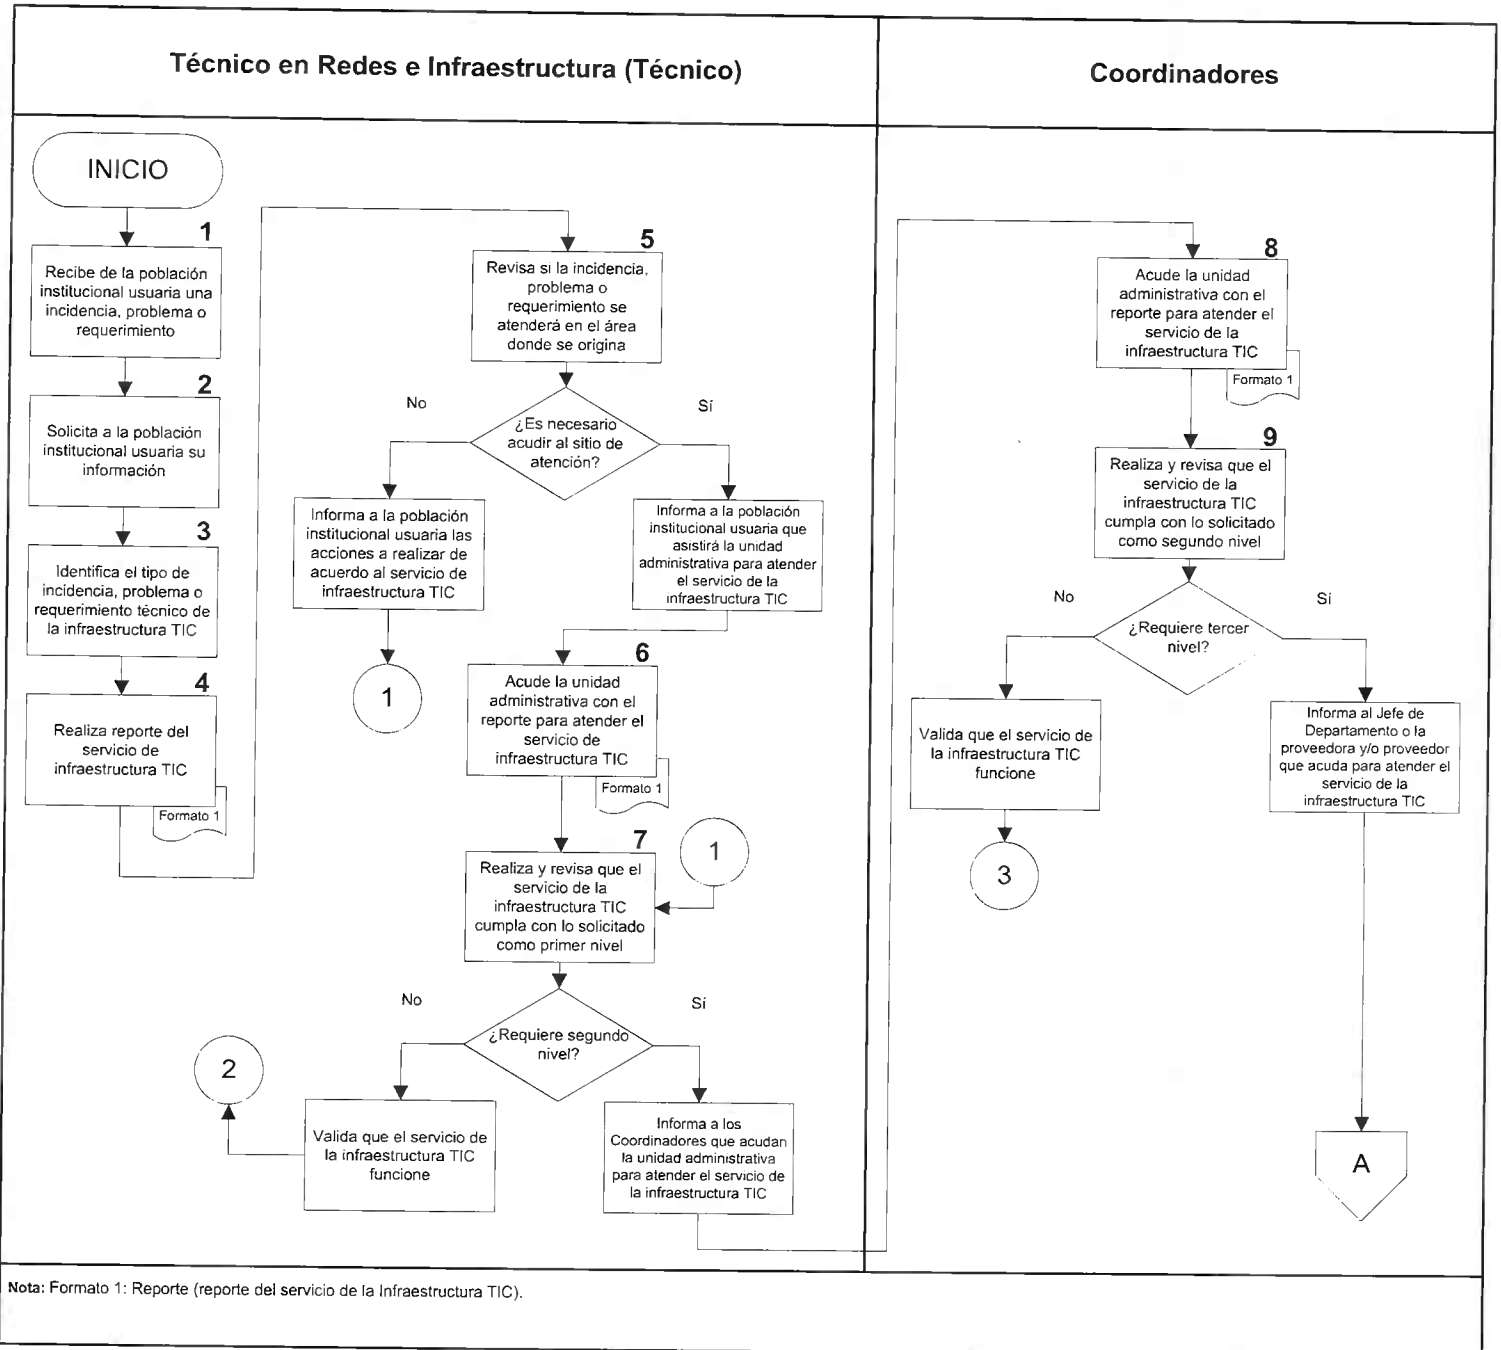 Técnico en Redes e Infraestructura (Técnico)
Coordinadores
INICIO
1
Recibe de la población
institucional usuaria una
incidencia, problema o
requerimiento
2
Solicita a la población
institucional usuaria su
información
3
Identifica el tipo de
incidencia, problema o
requerimiento técnico de
la infraestructura TIC
4
Realiza reporte del
servicio de
infraestructura TIC
Formato 1
5
Revisa si la incidencia,
problema o
requerimiento se
atenderá en el área
donde se origina
¿Es necesario
acudir al sitio de
atención?
No
Sí
Informa a la población
institucional usuaria las
acciones a realizar de
acuerdo al servicio de
infraestructura TIC
1
Informa a la población
institucional usuaria que
asistirá la unidad
administrativa para atender
el servicio de la
infraestructura TIC
6
Acude la unidad
administrativa con el
reporte para atender el
servicio de
infraestructura TIC
Formato 1
7
Realiza y revisa que el
servicio de la
infraestructura TIC
cumpla con lo solicitado
como primer nivel
1
¿Requiere segundo
nivel?
No
Sí
Valida que el servicio de
la infraestructura TIC
funcione
2
Informa a los
Coordinadores que acudan
la unidad administrativa
para atender el servicio de
la infraestructura TIC
8
Acude la unidad
administrativa con el
reporte para atender el
servicio de la
infraestructura TIC
Formato 1
9
Realiza y revisa que el
servicio de la
infraestructura TIC
cumpla con lo solicitado
como segundo nivel
¿Requiere tercer
nivel?
No
Sí
Valida que el servicio de
la infraestructura TIC
funcione
3
Informa al Jefe de
Departamento o la
proveedora y/o proveedor
que acuda para atender el
servicio de la
infraestructura TIC
A
Nota: Formato 1: Reporte (reporte del servicio de la Infraestructura TIC).